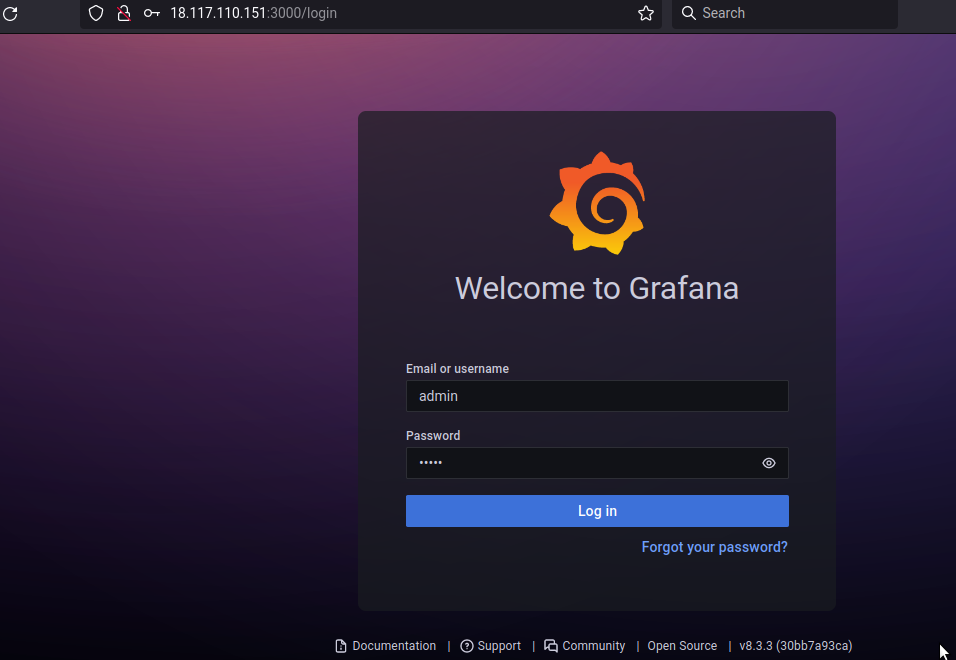 18.117.110.151:3000/login
Search
Welcome to Grafana
Email or username
admin
Password
•••••
Log in
Forgot your password?
Documentation | Support | Community | Open Source | v8.3.3 (30bb7a93ca)